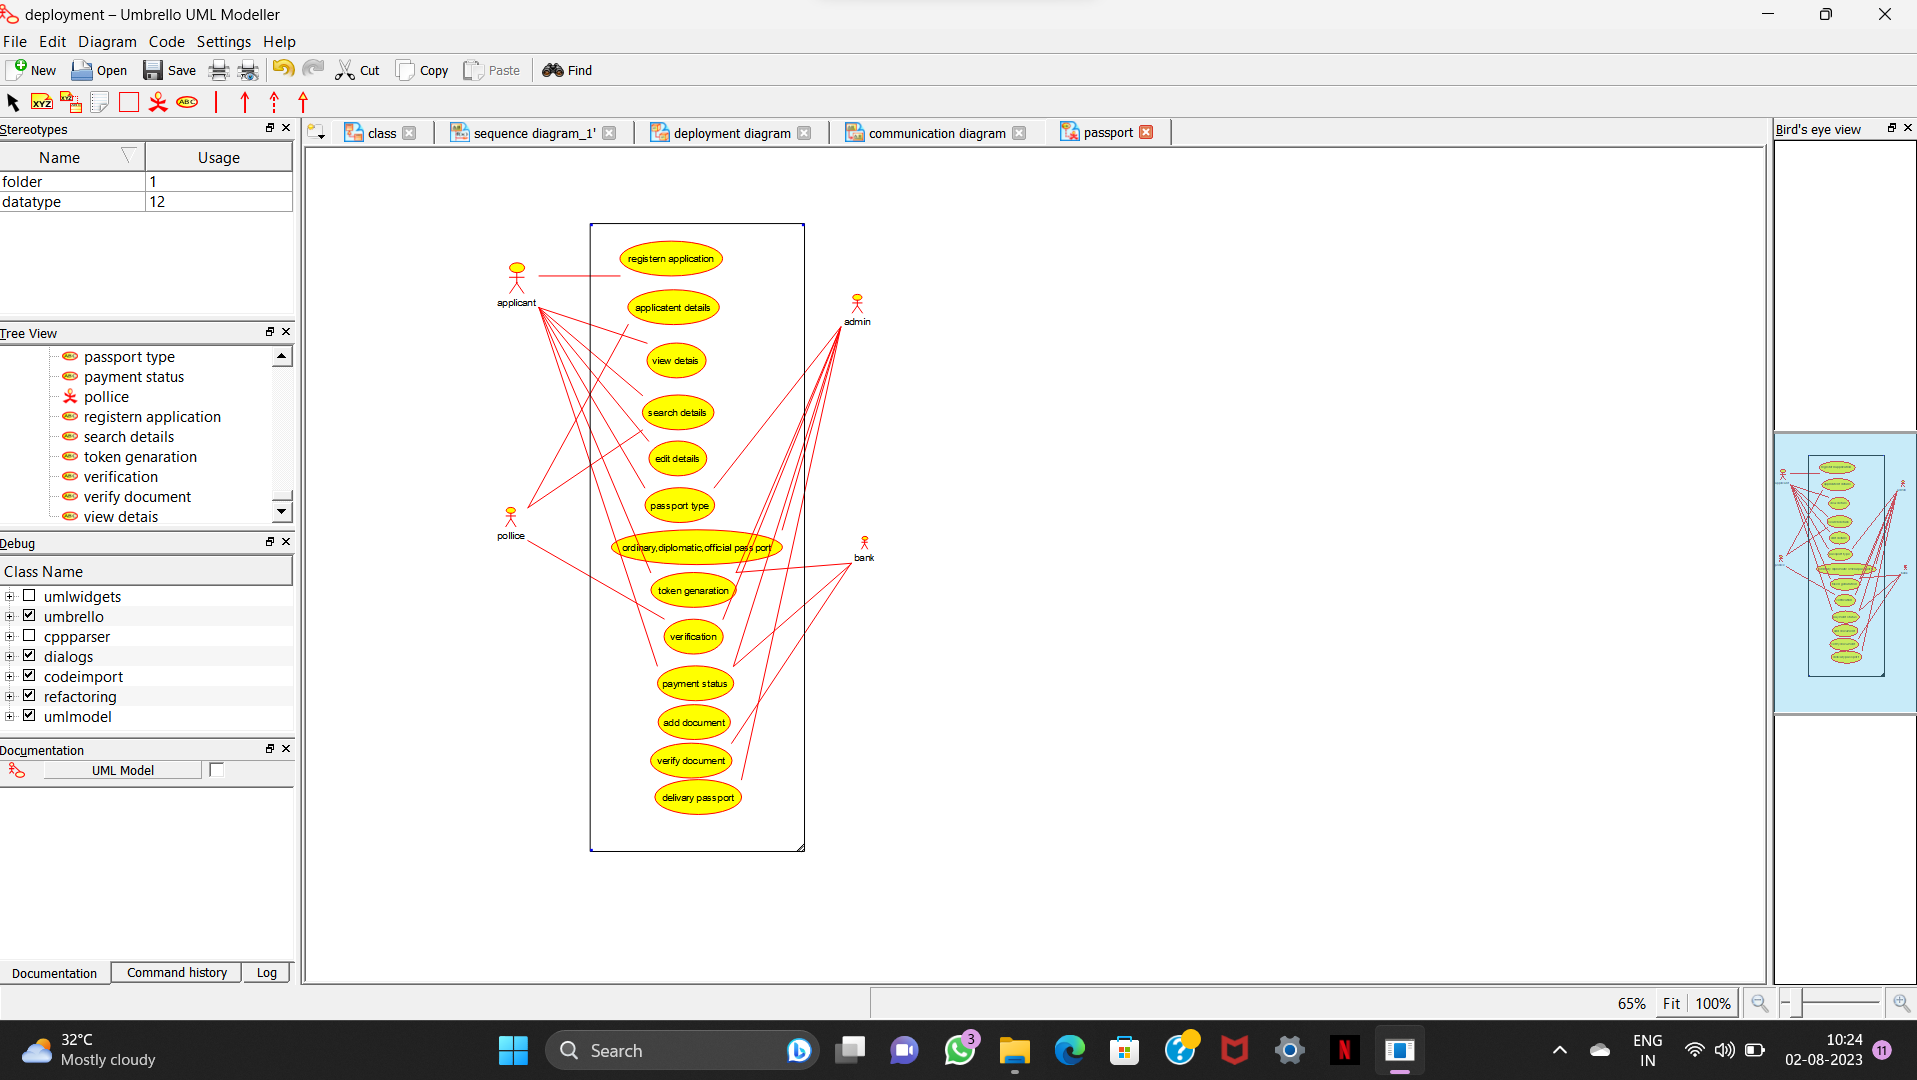 deployment – Umbrello UML Modeller
File Edit Diagram Code Settings Help
New Open Save Cut Copy Paste Find
XYZ XYZ ABC
Stereotypes
Name Usage
folder 1
datatype 12
Tree View
passport type
payment status
pollice
registern application
search details
token genaration
verification
verify document
view detais
Debug
Class Name
umlwidgets
umbrello
cppparser
dialogs
codeimport
refactoring
umlmodel
Documentation
UML Model
Documentation Command history Log
class sequence diagram_1' deployment diagram communication diagram passport
registern application
applicant
applicatent details
admin
view detais
search details
edit details
passport type
pollice
ordinary,diplomatic,official passport
bank
token genaration
verification
payment status
add document
verify document
delivary passport
Bird's eye view
65% Fit 100%
32°C
Mostly cloudy
Search
3
ENG
IN
10:24
02-08-2023
11